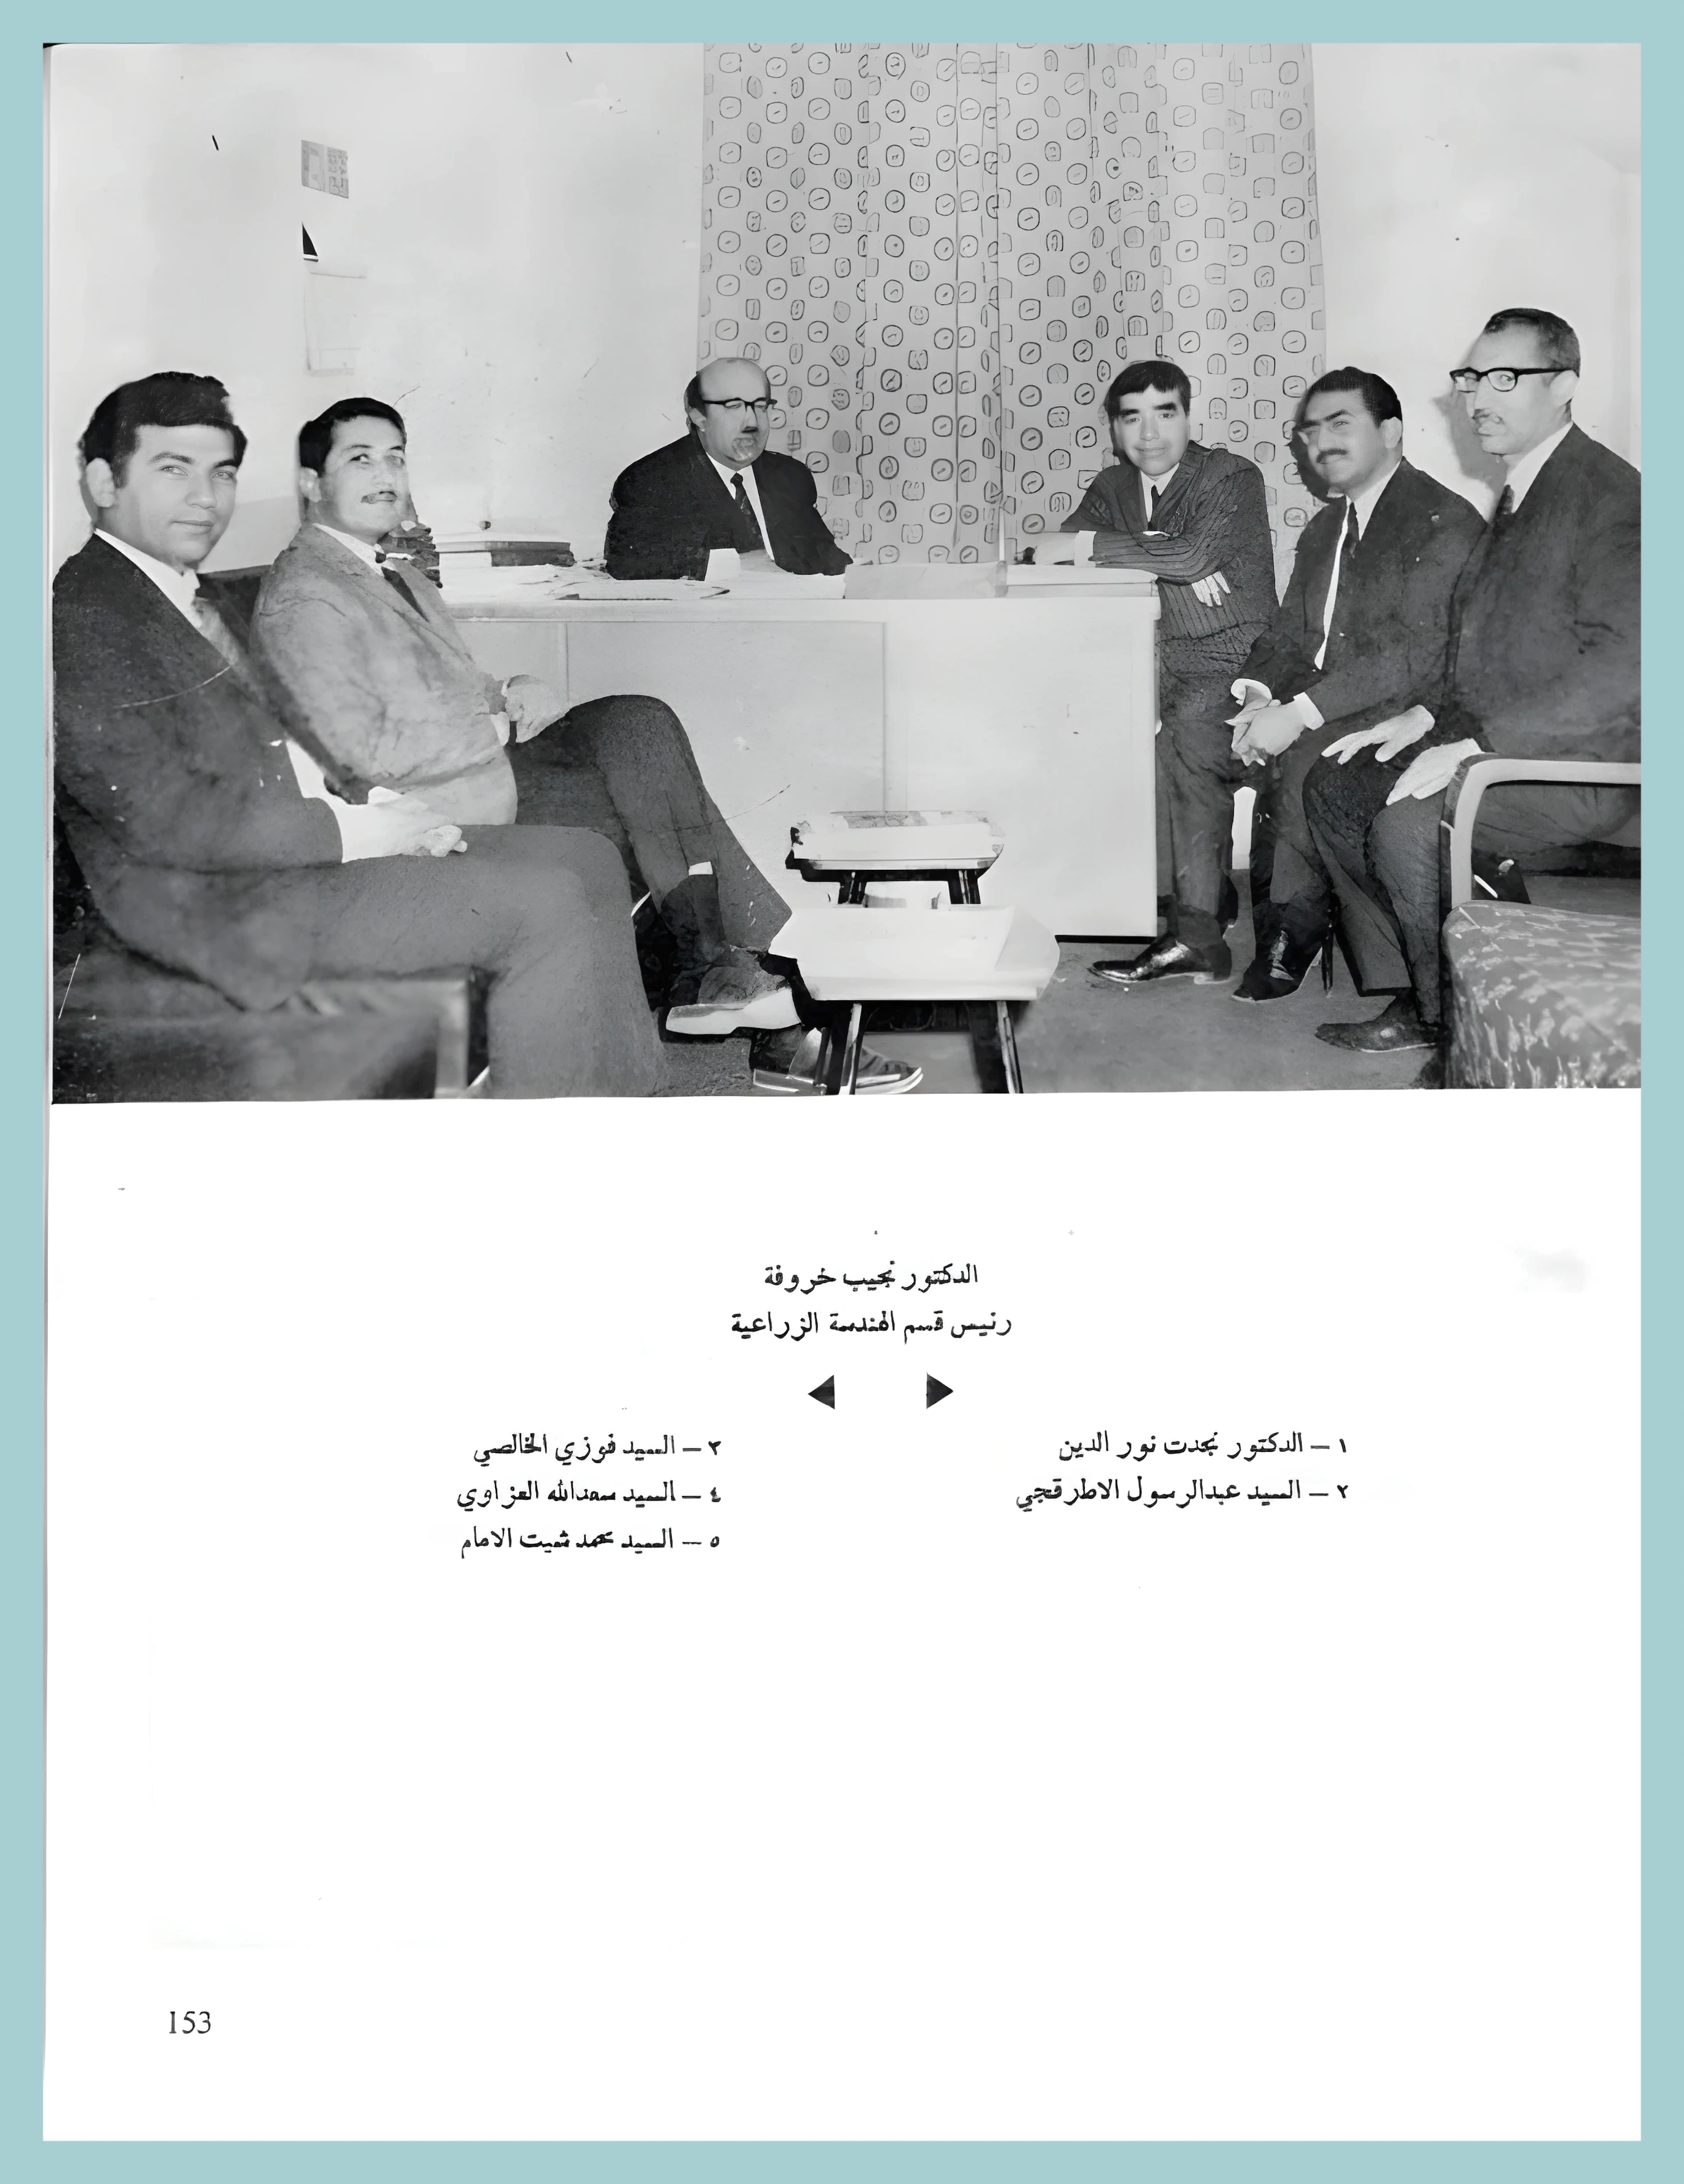 الدكتور نجيب خروفة
رئيس قسم الهندسة الزراعية
١ – الدكتور نجدت نور الدين
٢ – السيد عبدالرسول الاطرقجي
٣ – السيد فوزي الخالصي
٤ – السيد سعدالله العزاوي
٥ – السيد محمد شيت الامام
153